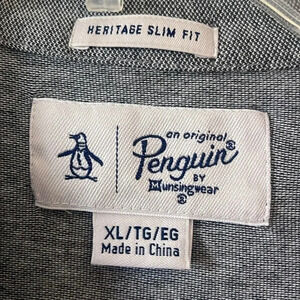 HERITAGE SLIM FIT
an original
Penguin®
BY
Munsingwear
®
XL/TG/EG
Made in China